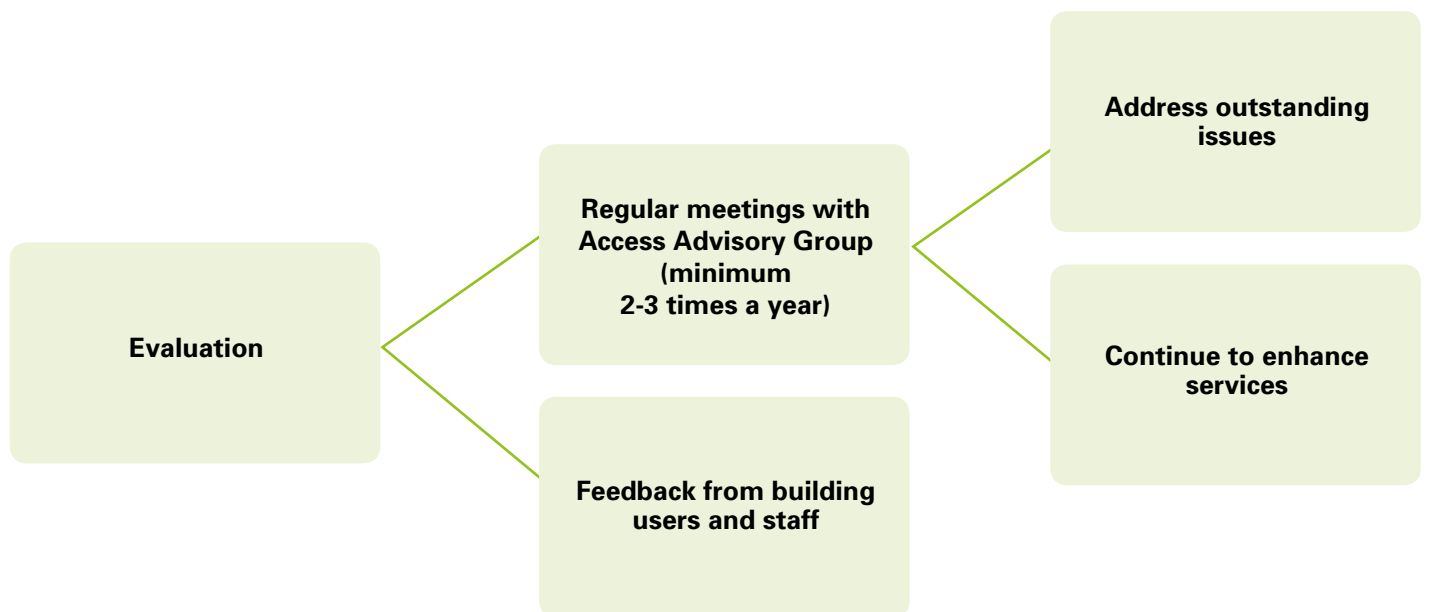 Evaluation
Regular meetings with
Access Advisory Group
(minimum
2-3 times a year)
Feedback from building
users and staff
Address outstanding
issues
Continue to enhance
services